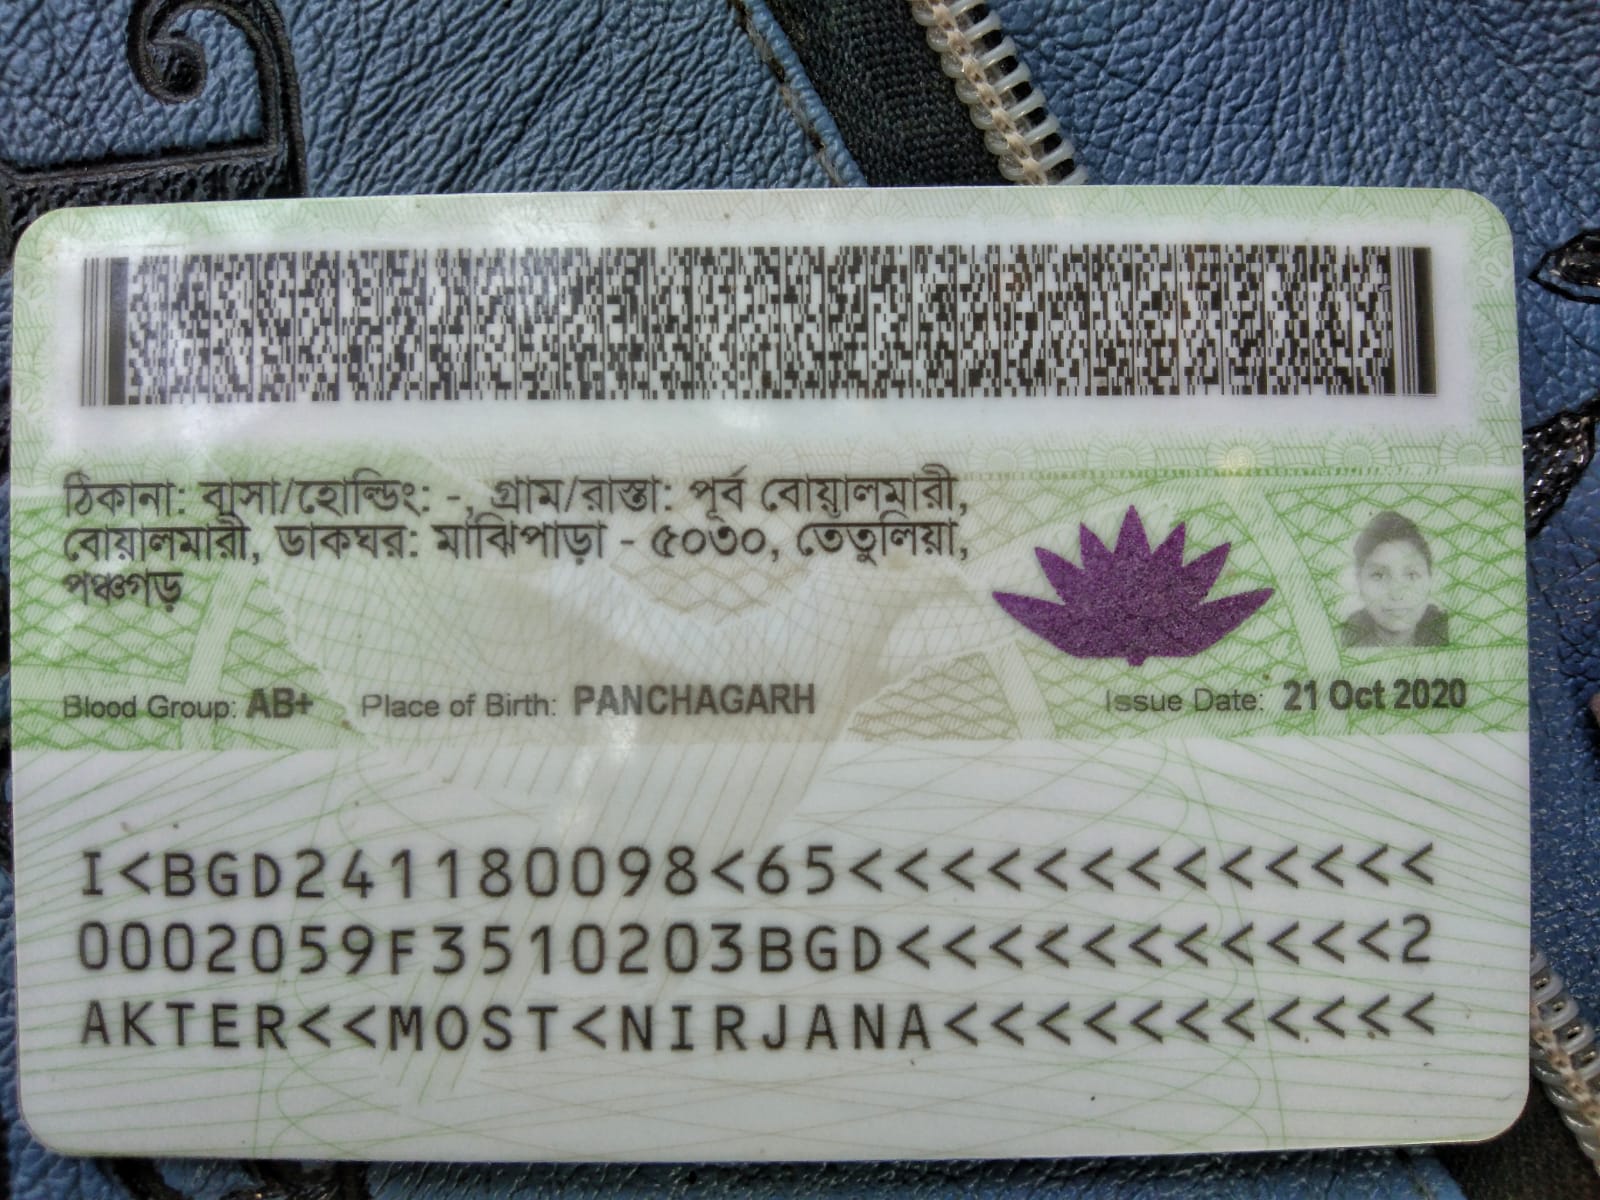 ঠিকানা: বাসা/হোল্ডিং: -, গ্রাম/রাস্তা: পূর্ব বোয়ালমারী,
বোয়ালমারী, ডাকঘর: মাঝিপাড়া - ৫০৩০, তেতুলিয়া,
পঞ্চগড়
Blood Group: AB+ Place of Birth: PANCHAGARH Issue Date: 21 Oct 2020
I<BGD241180098<65<<<<<<<<<<<<<
0002059F3510203BGD<<<<<<<<<<<2
AKTER<<MOST<NIRJANA<<<<<<<<<<<